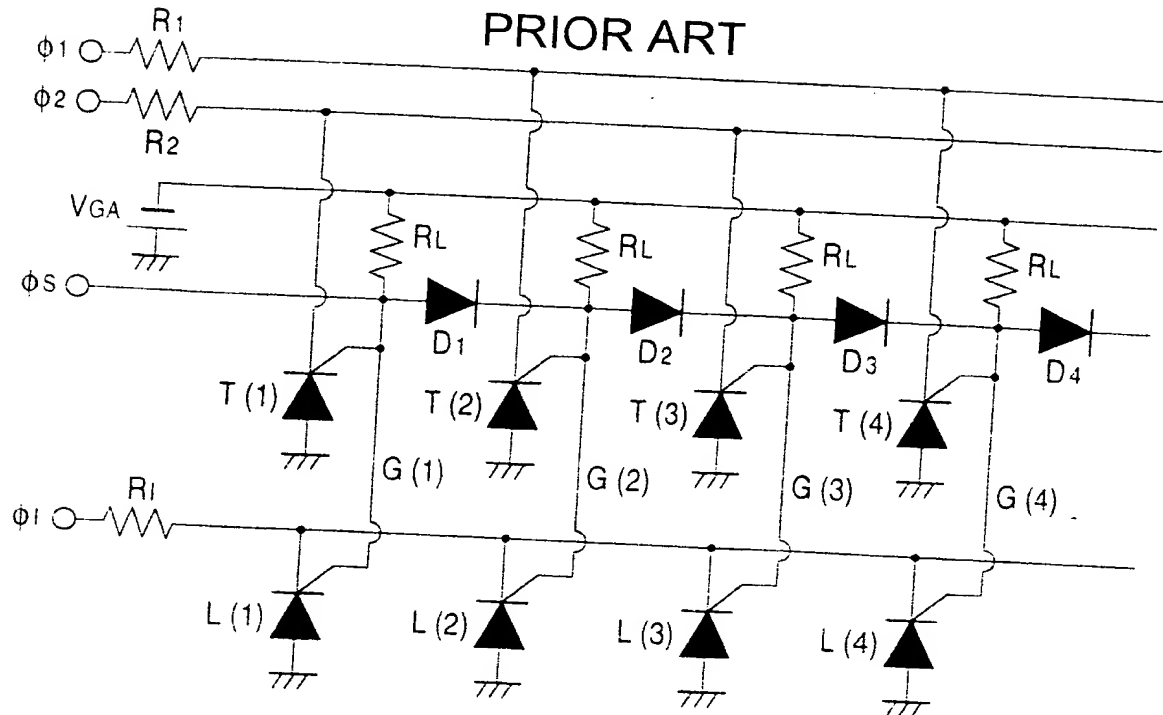 PRIOR ART
R1
ϕ1
ϕ2
R2
VGA
RL RL RL RL
ϕS
D1 D2 D3 D4
T (1) T (2) T (3) T (4)
G (1) G (2) G (3) G (4)
RI
ϕI
L (1) L (2) L (3) L (4)